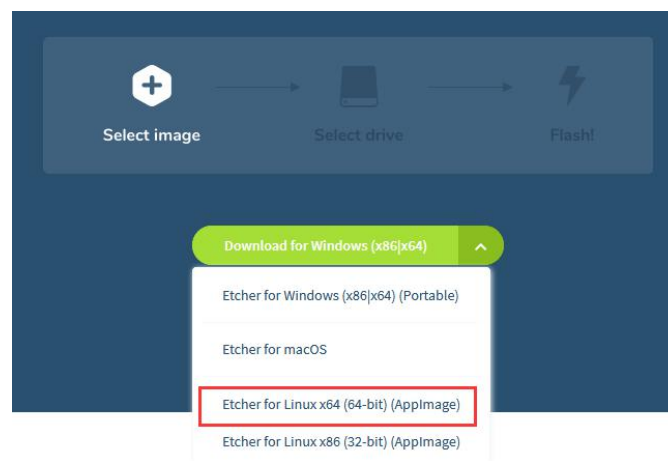 Select image
Select drive
Flash!
Download for Windows (x86|x64)
Etcher for Windows (x86|x64) (Portable)
Etcher for macOS
Etcher for Linux x64 (64-bit) (AppImage)
Etcher for Linux x86 (32-bit) (AppImage)